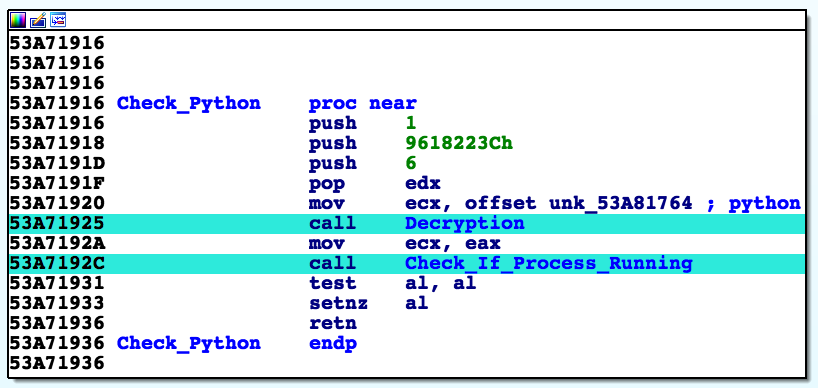 53A71916
53A71916
53A71916
53A71916 Check_Python proc near
53A71916 push 1
53A71918 push 9618223Ch
53A7191D push 6
53A7191F pop edx
53A71920 mov ecx, offset unk_53A81764 ; python
53A71925 call Decryption
53A7192A mov ecx, eax
53A7192C call Check_If_Process_Running
53A71931 test al, al
53A71933 setnz al
53A71936 retn
53A71936 Check_Python endp
53A71936